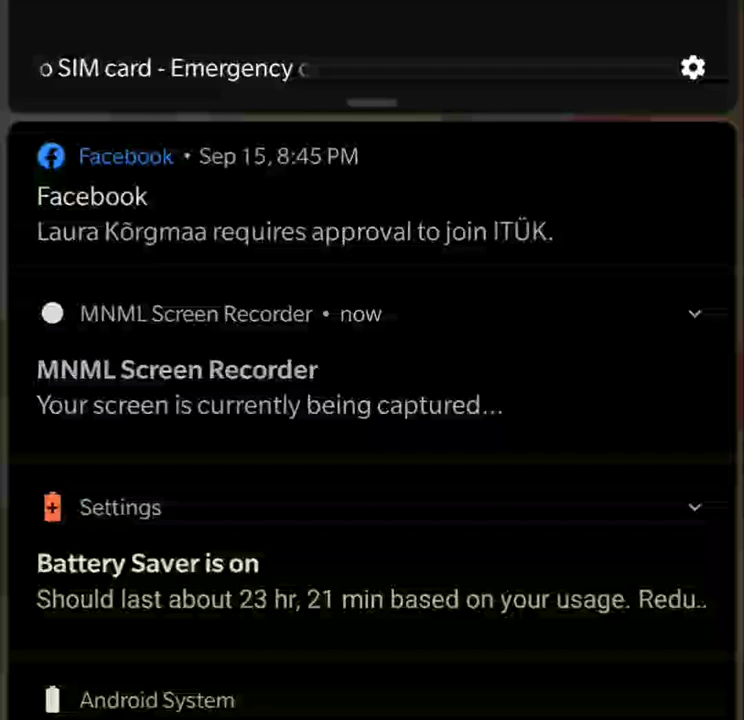 o SIM card - Emergency
Facebook • Sep 15, 8:45 PM
Facebook
Laura Kõrgmaa requires approval to join ITÜK.
MNML Screen Recorder • now
MNML Screen Recorder
Your screen is currently being captured...
Settings
Battery Saver is on
Should last about 23 hr, 21 min based on your usage. Redu..
Android System